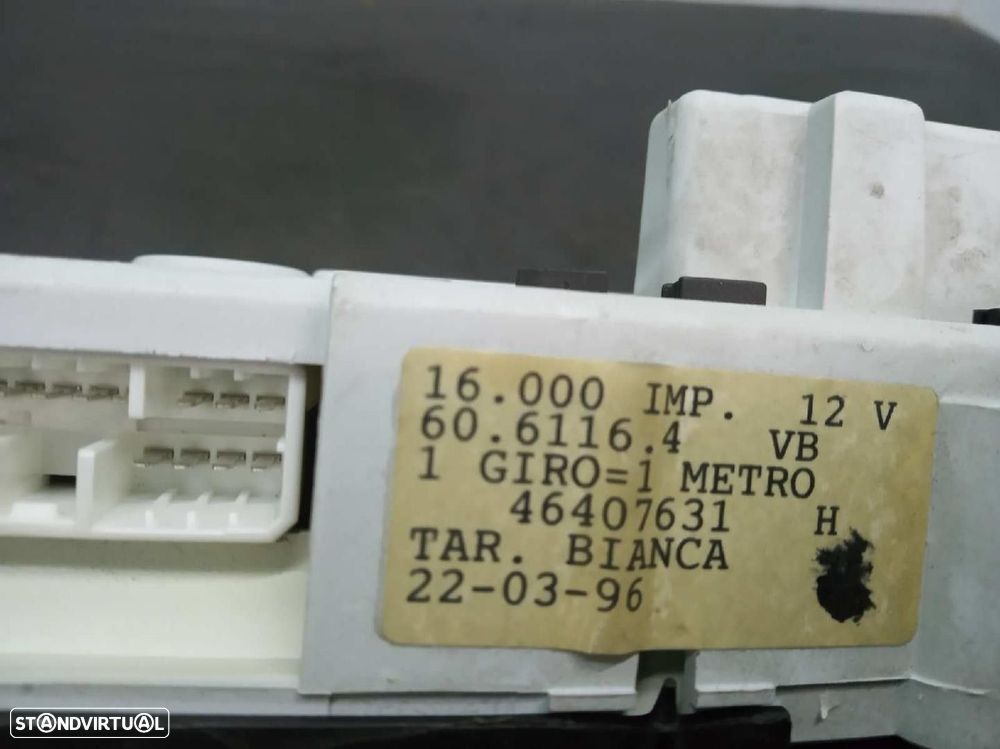 16.000 IMP. 12 V
60.6116.4 VB
1 GIRO=1 METRO
46407631 H
TAR. BIANCA
22-03-96
STANDVIRTUAL